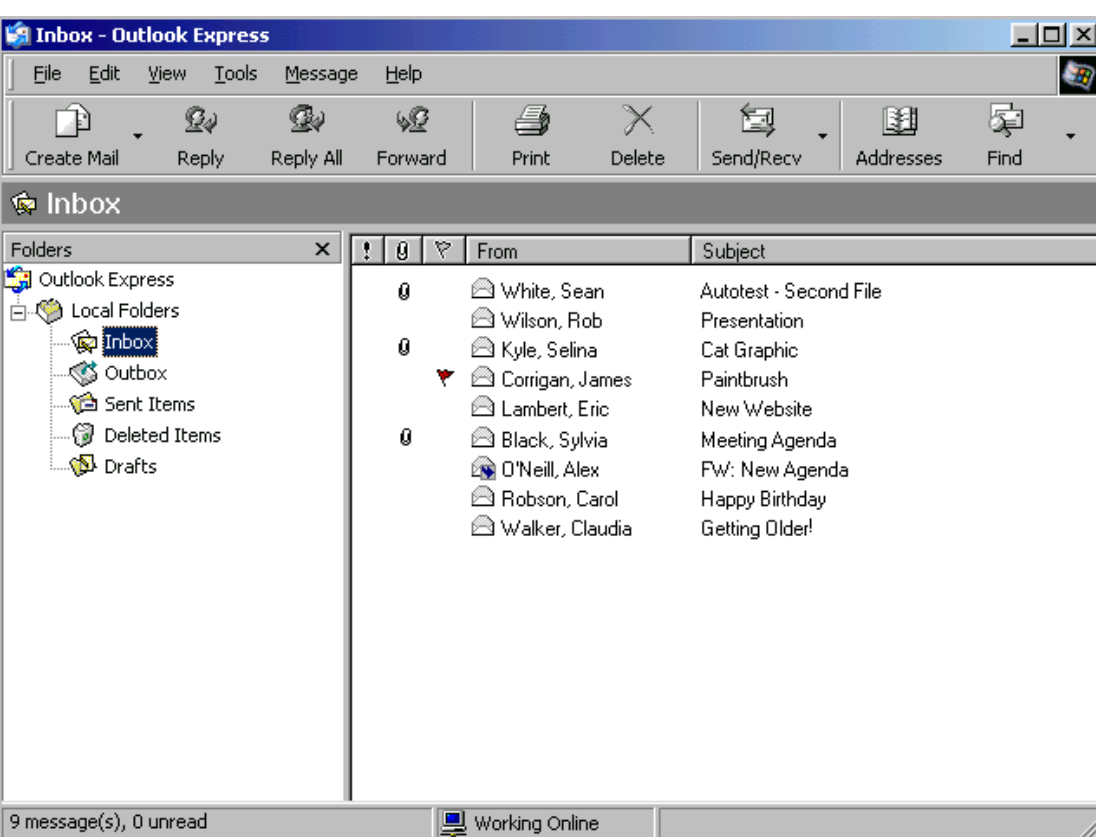 Inbox - Outlook Express
File Edit View Tools Message Help
Create Mail Reply Reply All Forward Print Delete Send/Recv Addresses Find
Inbox
Folders
Outlook Express
Local Folders
Inbox
Outbox
Sent Items
Deleted Items
Drafts
! From Subject
White, Sean Autotest - Second File
Wilson, Rob Presentation
Kyle, Selina Cat Graphic
Corrigan, James Paintbrush
Lambert, Eric New Website
Black, Sylvia Meeting Agenda
O'Neill, Alex FW: New Agenda
Robson, Carol Happy Birthday
Walker, Claudia Getting Older!
9 message(s), 0 unread Working Online